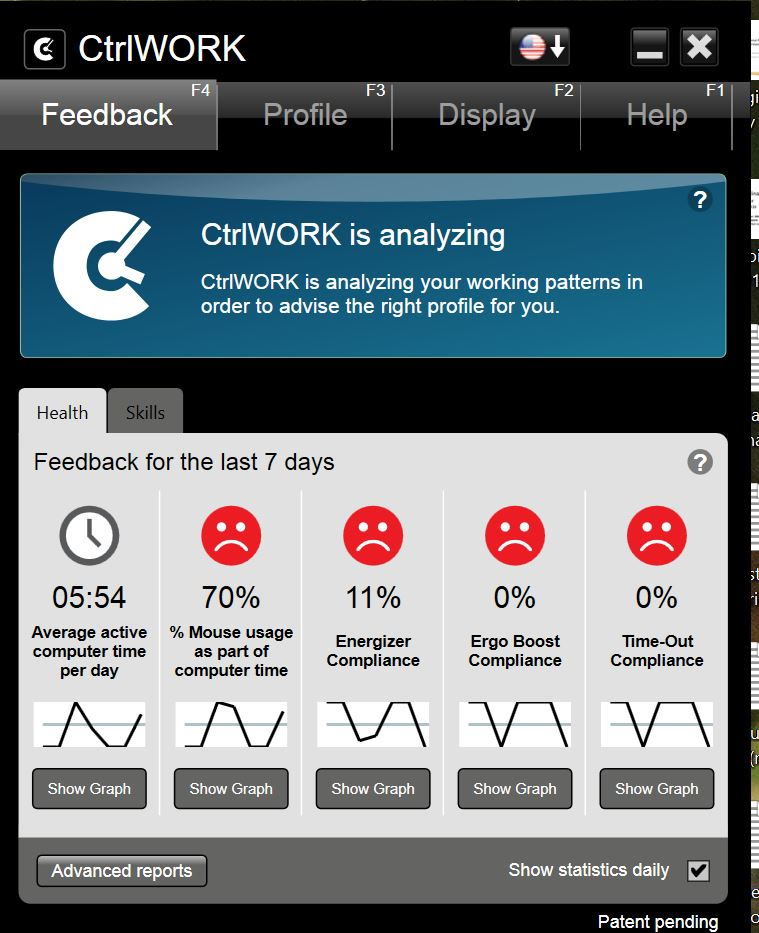 CtrlWORK
Feedback F4
Profile F3
Display F2
Help F1
?
CtrlWORK is analyzing
CtrlWORK is analyzing your working patterns in
order to advise the right profile for you.
Health
Skills
Feedback for the last 7 days
?
05:54
Average active
computer time
per day
Show Graph
70%
% Mouse usage
as part of
computer time
Show Graph
11%
Energizer
Compliance
Show Graph
0%
Ergo Boost
Compliance
Show Graph
0%
Time-Out
Compliance
Show Graph
Advanced reports
Show statistics daily
Patent pending